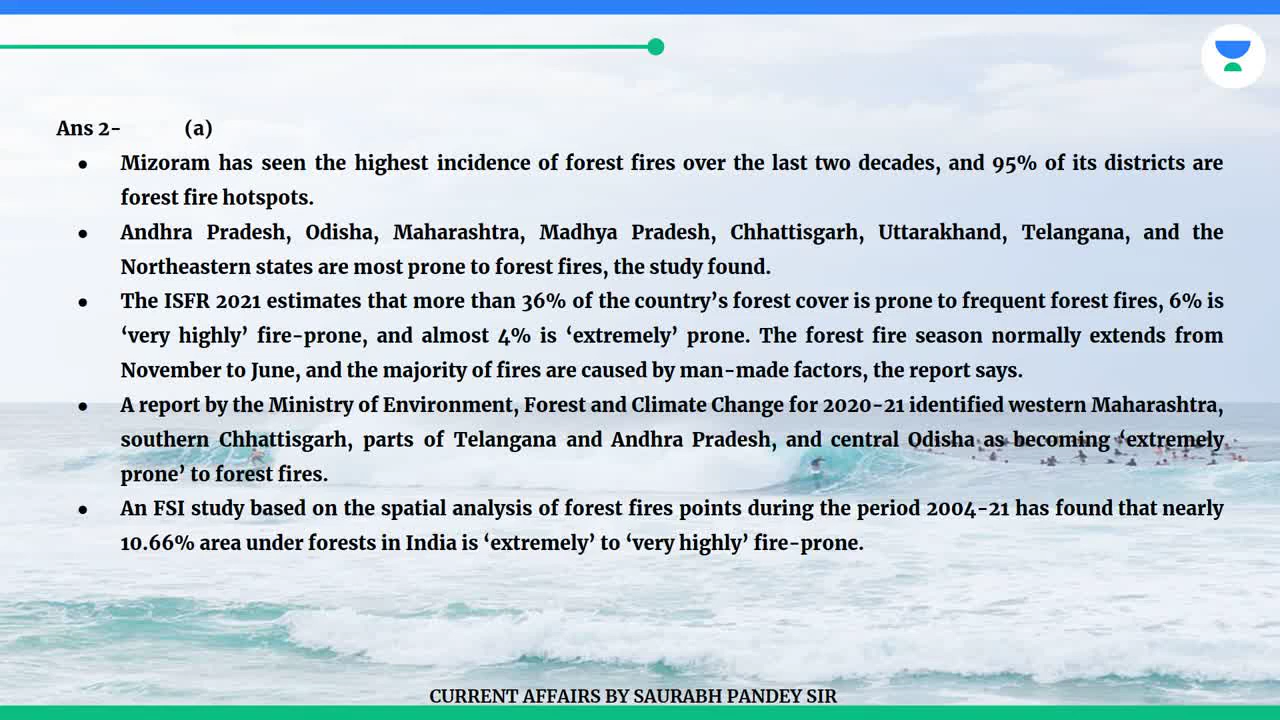 Ans 2- (a)
● Mizoram has seen the highest incidence of forest fires over the last two decades, and 95% of its districts are
forest fire hotspots.
● Andhra Pradesh, Odisha, Maharashtra, Madhya Pradesh, Chhattisgarh, Uttarakhand, Telangana, and the
Northeastern states are most prone to forest fires, the study found.
● The ISFR 2021 estimates that more than 36% of the country’s forest cover is prone to frequent forest fires, 6% is
‘very highly’ fire-prone, and almost 4% is ‘extremely’ prone. The forest fire season normally extends from
November to June, and the majority of fires are caused by man-made factors, the report says.
● A report by the Ministry of Environment, Forest and Climate Change for 2020-21 identified western Maharashtra,
southern Chhattisgarh, parts of Telangana and Andhra Pradesh, and central Odisha as becoming ‘extremely
prone’ to forest fires.
● An FSI study based on the spatial analysis of forest fires points during the period 2004-21 has found that nearly
10.66% area under forests in India is ‘extremely’ to ‘very highly’ fire-prone.
CURRENT AFFAIRS BY SAURABH PANDEY SIR